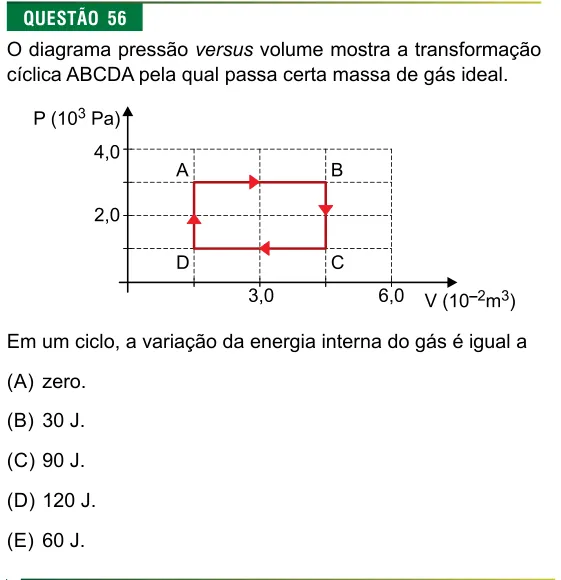 QUESTÃO 56
O diagrama pressão versus volume mostra a transformação
cíclica ABCDA pela qual passa certa massa de gás ideal.
P (10³ Pa)
4,0
A
B
2,0
D
C
3,0
6,0
V (10⁻²m³)
Em um ciclo, a variação da energia interna do gás é igual a
(A) zero.
(B) 30 J.
(C) 90 J.
(D) 120 J.
(E) 60 J.